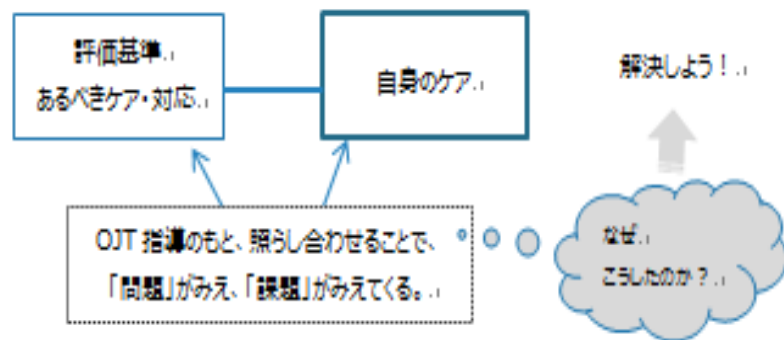 評価基準
あるべきケア・対応
自身のケア
解決しよう！
OJT 指導のもと、照らし合わせることで、
「問題」がみえ、「課題」がみえてくる。
なぜ
こうしたのか？